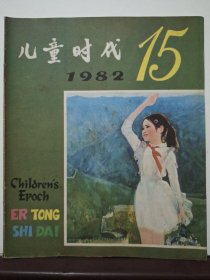 儿童时代 15
1982
Children's
Epoch
ER TONG
SHI DAI